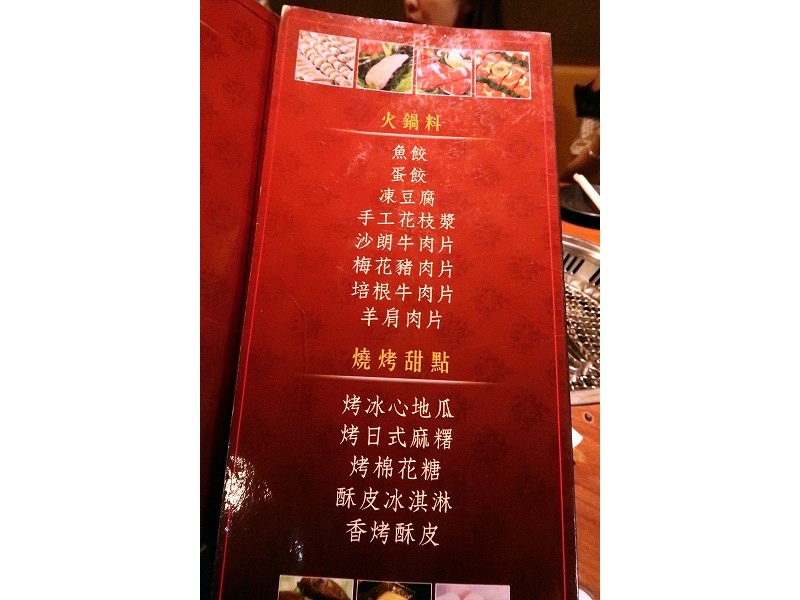 火鍋料
魚餃
蛋餃
凍豆腐
手工花枝漿
沙朗牛肉片
梅花豬肉片
培根牛肉片
羊肩肉片
燒烤甜點
烤冰心地瓜
烤日式麻糬
烤棉花糖
酥皮冰淇淋
香烤酥皮